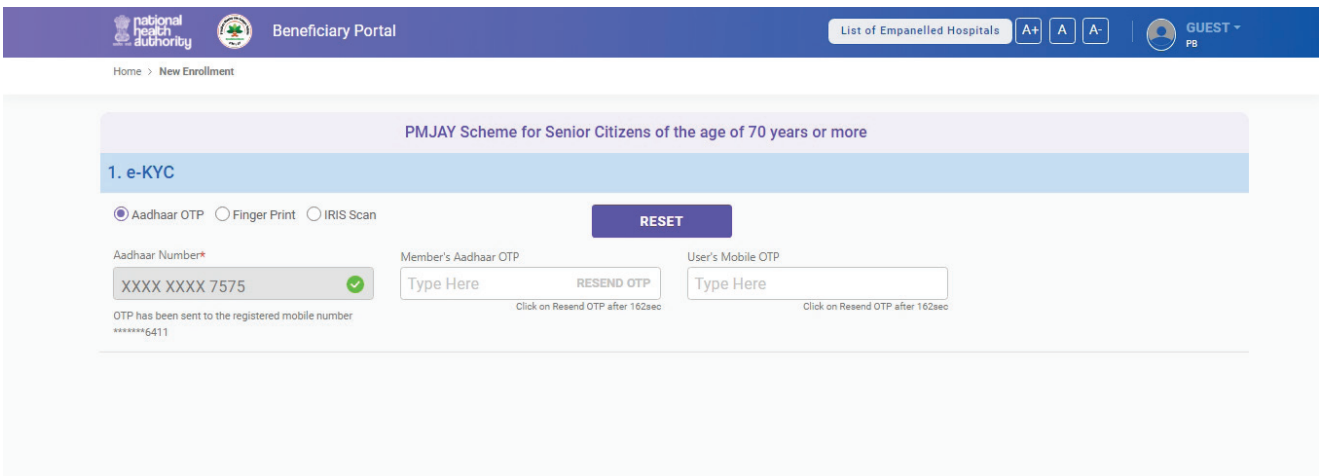 national
health
authority
Beneficiary Portal
List of Empanelled Hospitals
A+
A
A-
GUEST
PB
Home > New Enrollment
PMJAY Scheme for Senior Citizens of the age of 70 years or more
1. e-KYC
Aadhaar OTP Finger Print IRIS Scan
RESET
Aadhaar Number*
Member's Aadhaar OTP
User's Mobile OTP
XXXX XXXX 7575
Type Here RESEND OTP
Type Here
Click on Resend OTP after 162sec
Click on Resend OTP after 162sec
OTP has been sent to the registered mobile number
*******6411